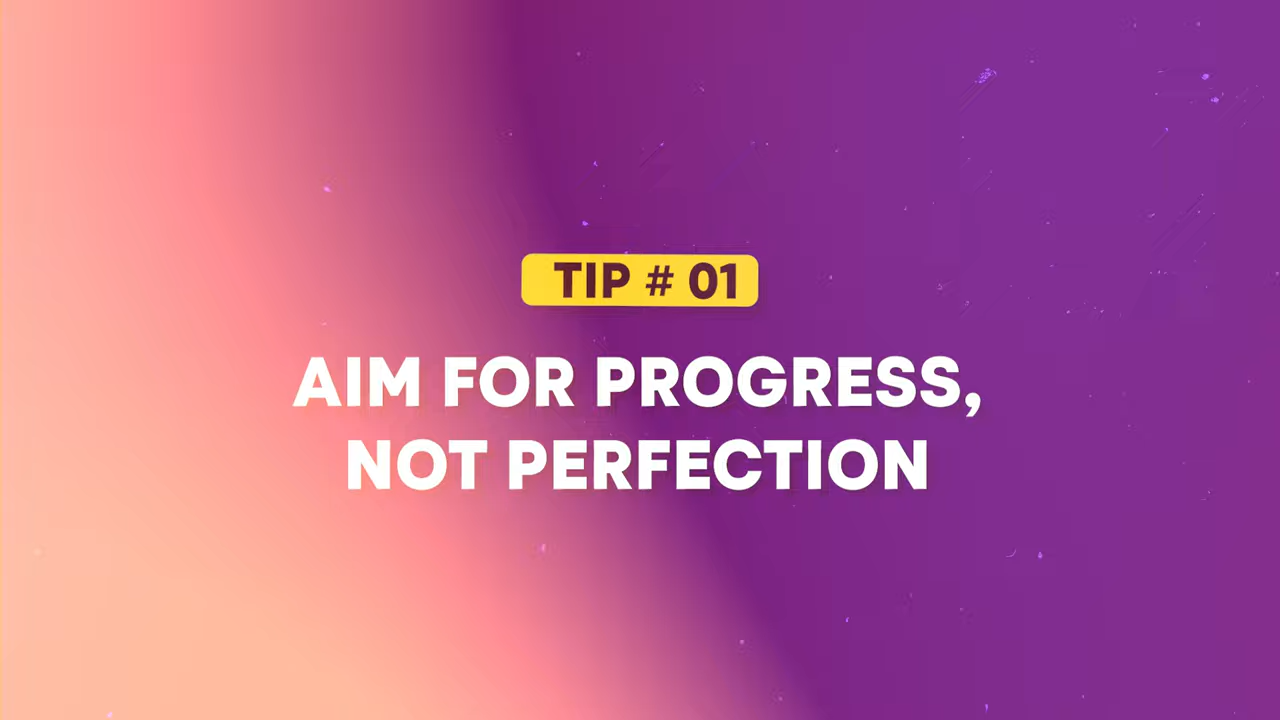 TIP # 01
AIM FOR PROGRESS,
NOT PERFECTION